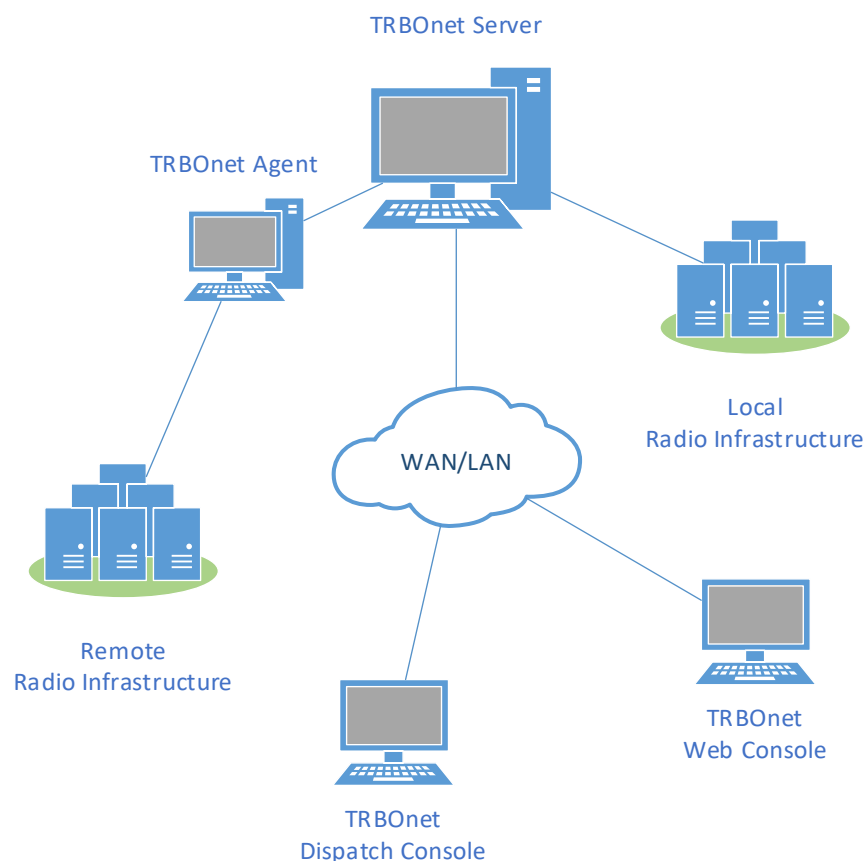 TRBOnet Server
TRBOnet Agent
Local
Radio Infrastructure
WAN/LAN
Remote
Radio Infrastructure
TRBOnet
Web Console
TRBOnet
Dispatch Console